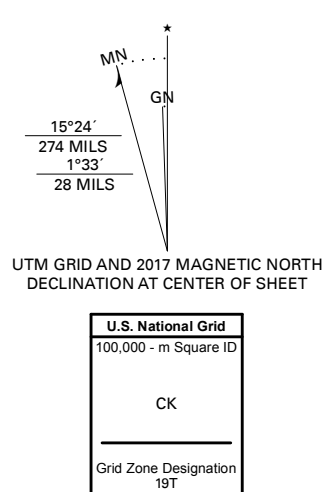 ★
MN
GN
15°24´
274 MILS
1°33´
28 MILS
UTM GRID AND 2017 MAGNETIC NORTH
DECLINATION AT CENTER OF SHEET
U.S. National Grid
100,000 - m Square ID
CK
Grid Zone Designation
19T